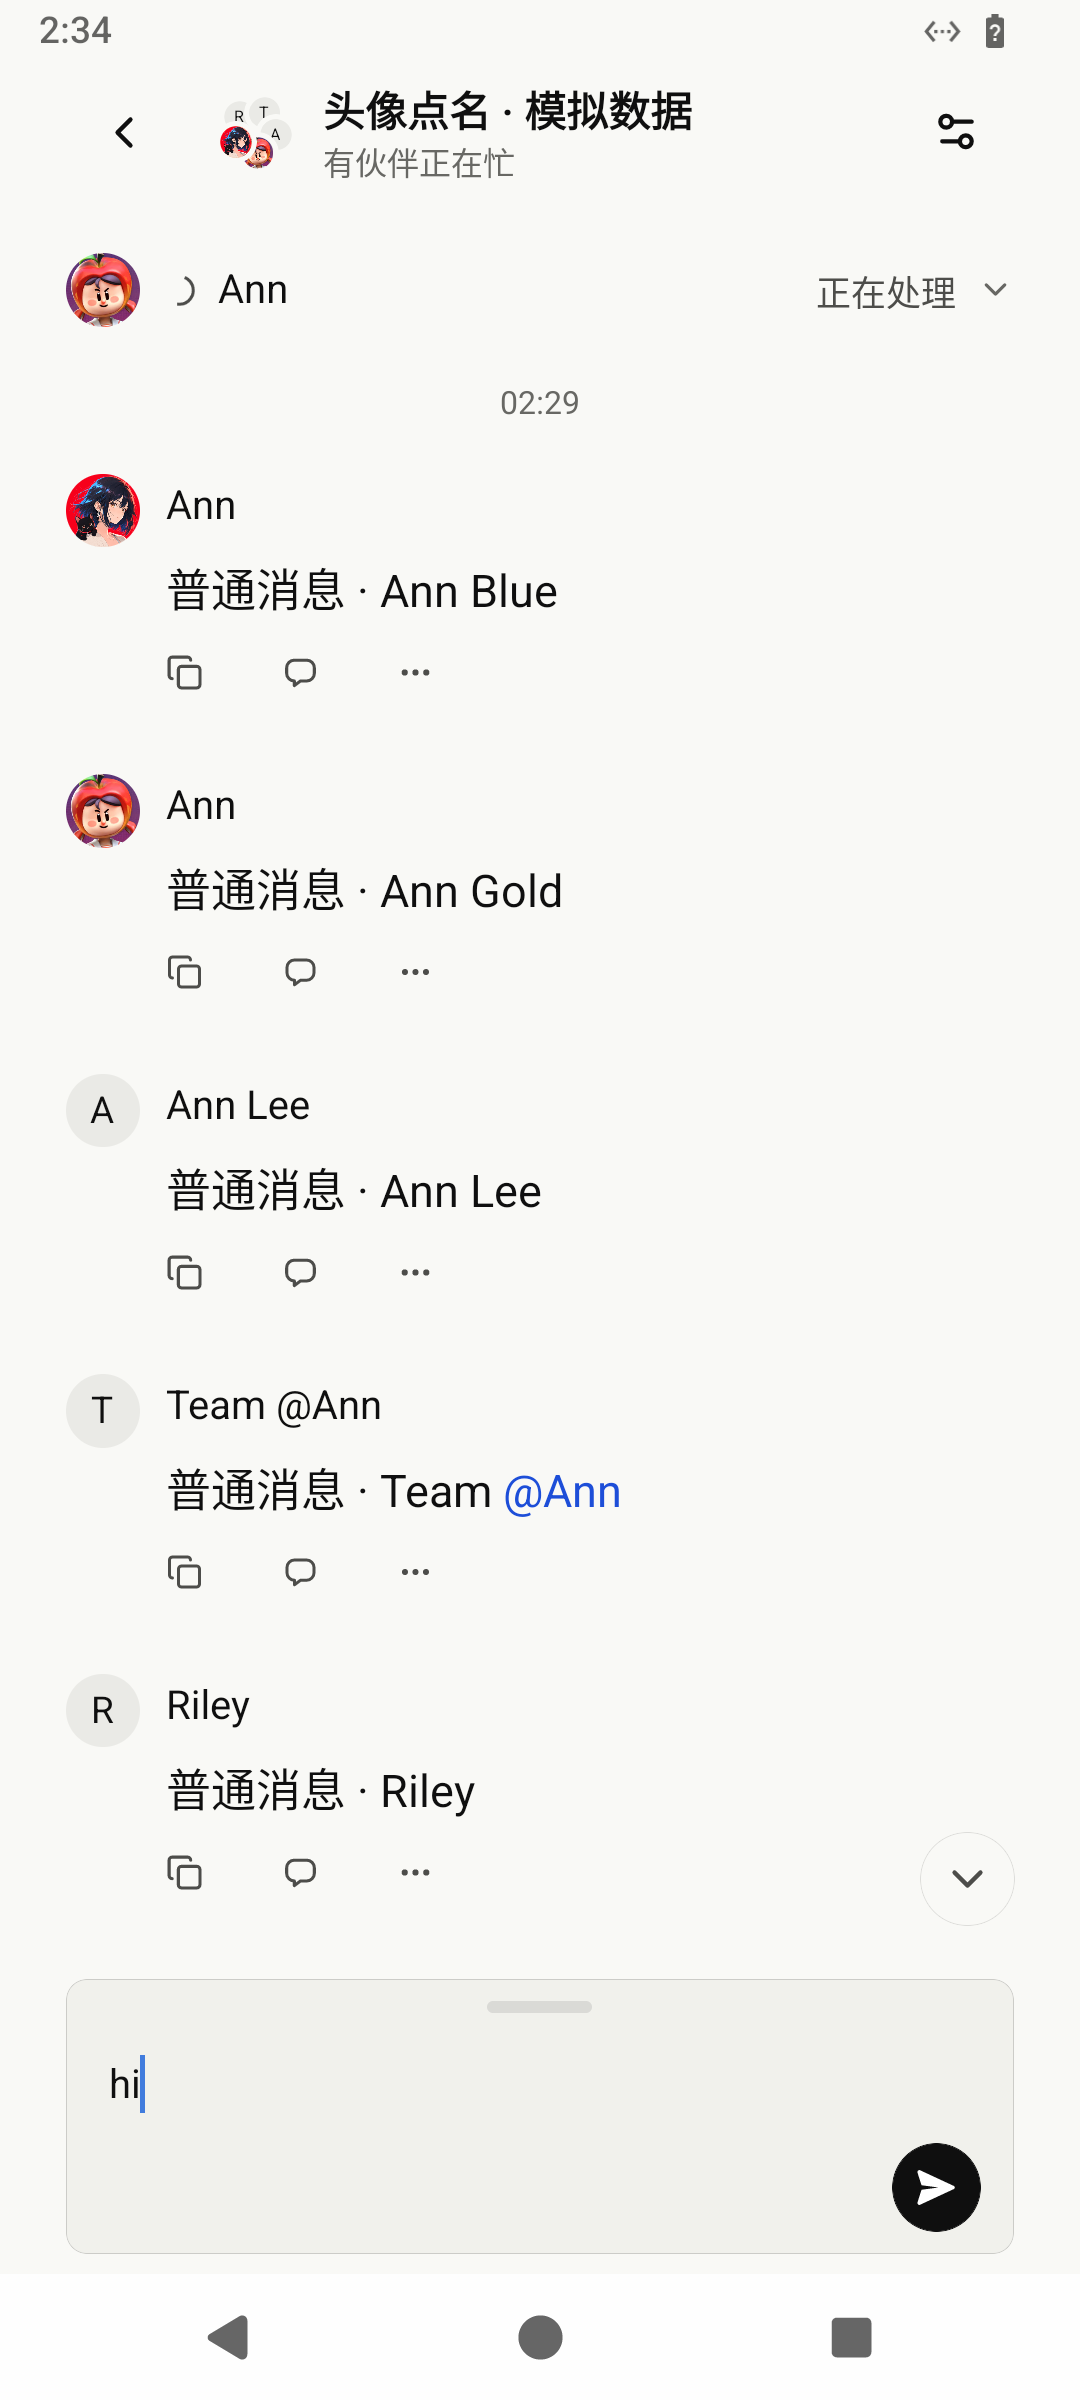 2:34
R T A
头像点名 · 模拟数据
有伙伴正在忙
Ann 正在处理
02:29
Ann
普通消息 · Ann Blue
Ann
普通消息 · Ann Gold
A Ann Lee
普通消息 · Ann Lee
T Team @Ann
普通消息 · Team @Ann
R Riley
普通消息 · Riley
hi